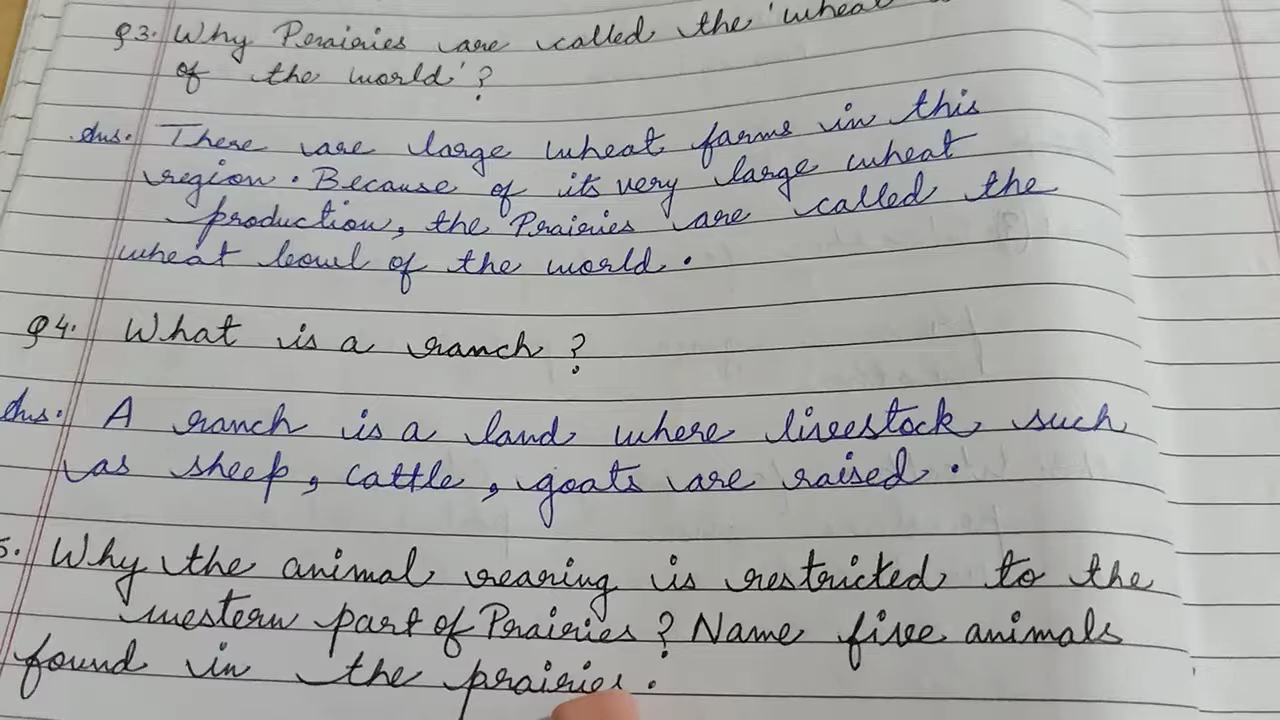 Q3. Why Prairies are called the 'wheat
of the world'?
Ans. There are large wheat farms in this
region. Because of its very large wheat
production, the Prairies are called the
wheat bowl of the world.
Q4. What is a ranch?
Ans. A ranch is a land where livestock such
as sheep, cattle, goats are raised.
5. Why the animal rearing is restricted to the
western part of Prairies? Name five animals
found in the prairies.